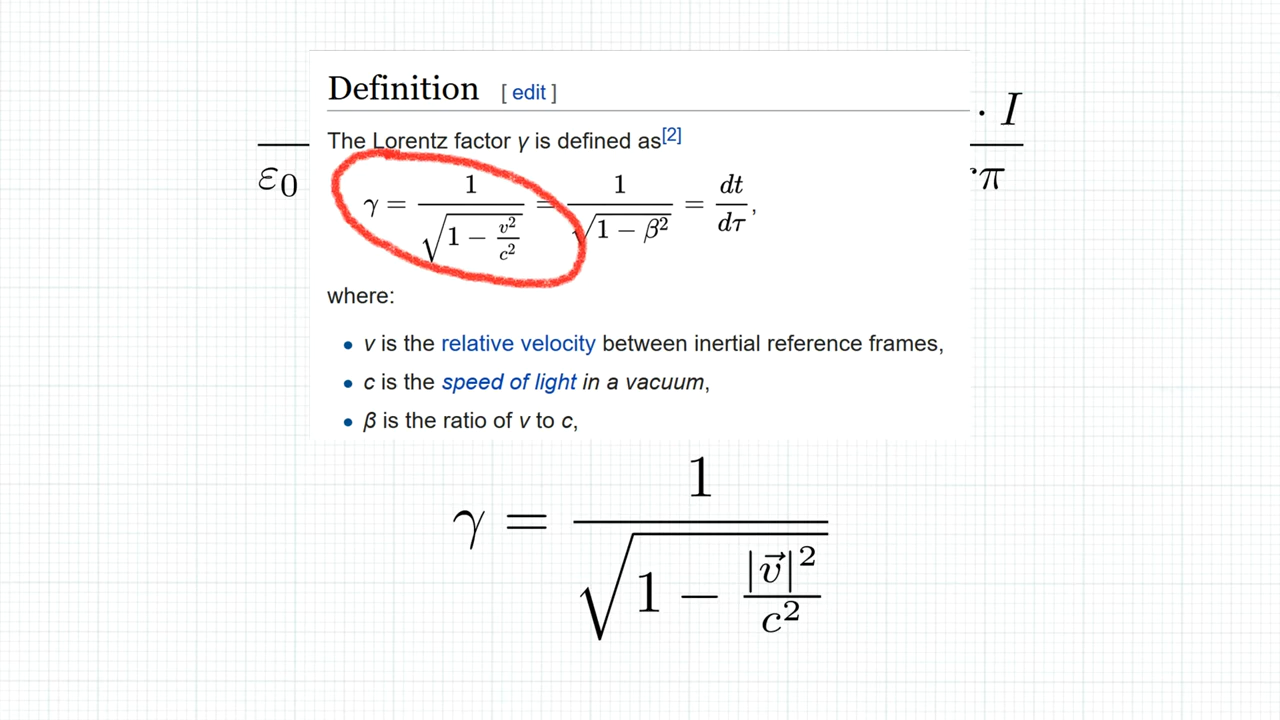 Definition [ edit ]
The Lorentz factor γ is defined as[2]
γ = 1 / √(1 − v²/c²) = 1 / √(1 − β²) = dt/dτ,
where:
• v is the relative velocity between inertial reference frames,
• c is the speed of light in a vacuum,
• β is the ratio of v to c,
· I
ε₀
π
γ = 1 / √(1 − |v⃗|²/c²)